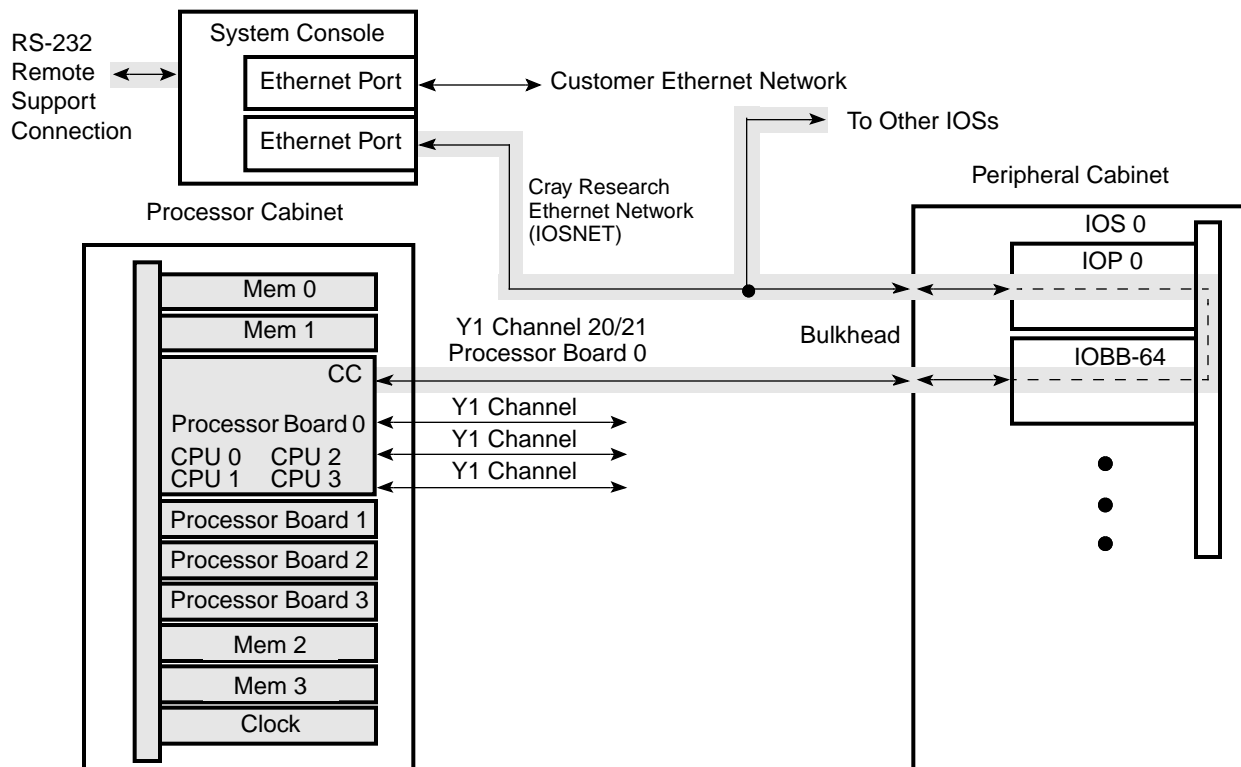 System Console
RS-232
Remote
Support
Connection
Ethernet Port
Customer Ethernet Network
Ethernet Port
To Other IOSs
Cray Research
Ethernet Network
(IOSNET)
Peripheral Cabinet
Processor Cabinet
IOS 0
IOP 0
Mem 0
Mem 1
Y1 Channel 20/21
Processor Board 0
Bulkhead
IOBB-64
CC
Y1 Channel
Processor Board 0
Y1 Channel
CPU 0 CPU 2
CPU 1 CPU 3
Y1 Channel
Processor Board 1
Processor Board 2
Processor Board 3
Mem 2
Mem 3
Clock